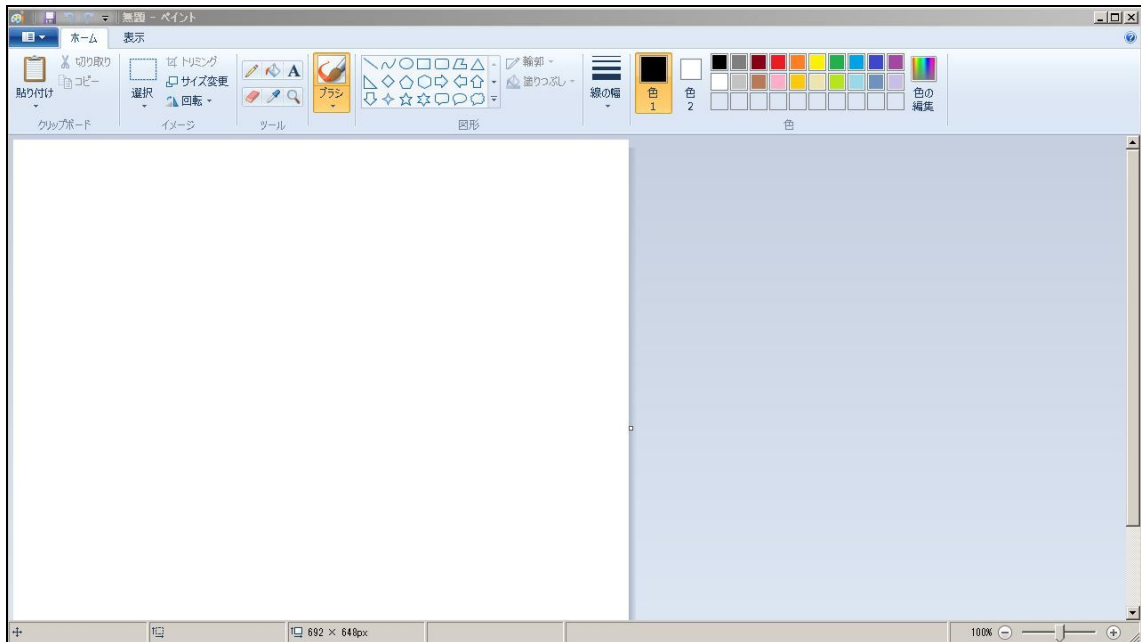 無題 - ペイント
ホーム 表示
貼り付け
切り取り
コピー
クリップボード
選択
トリミング
サイズ変更
回転
イメージ
A
ツール
ブラシ
輪郭
塗りつぶし
図形
線の幅
色
1
色
2
色の
編集
色
692 × 648px
100%